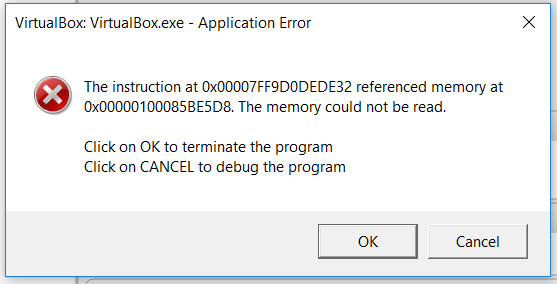 VirtualBox: VirtualBox.exe - Application Error
The instruction at 0x00007FF9D0DEDE32 referenced memory at
0x00000100085BE5D8. The memory could not be read.
Click on OK to terminate the program
Click on CANCEL to debug the program
OK
Cancel